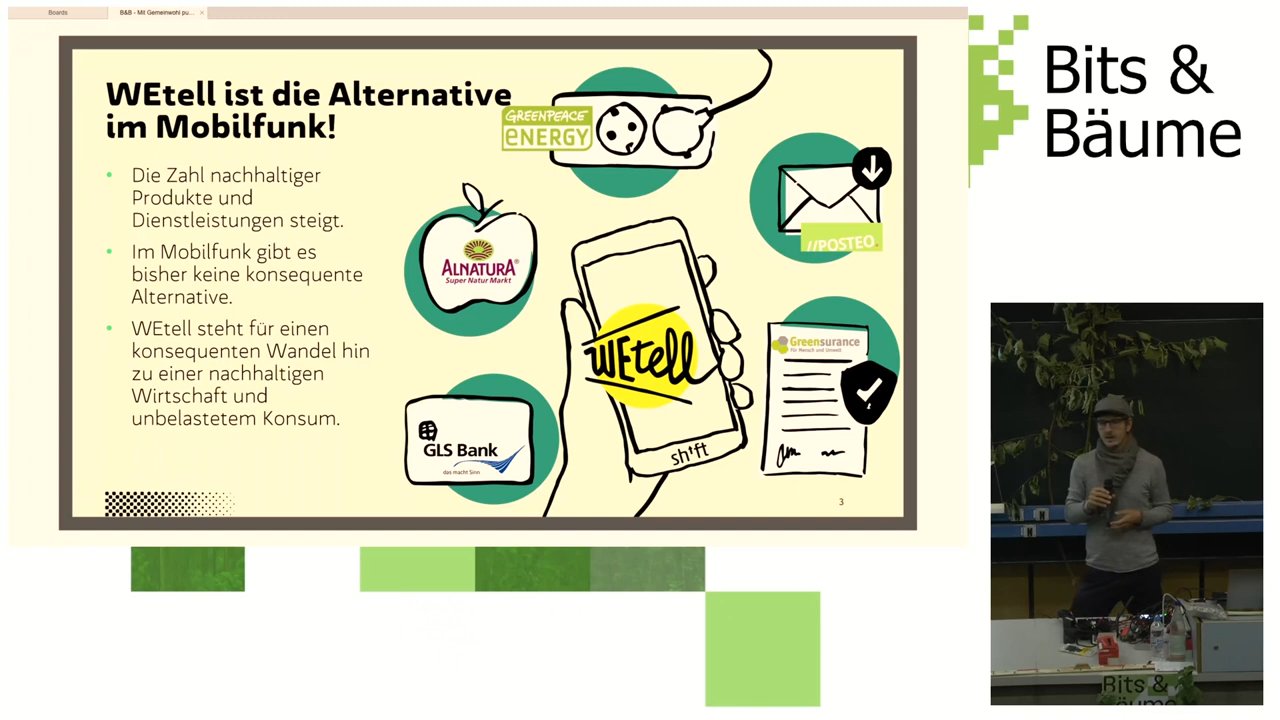 Boards
B&B - Mit Gemeinwohl pu...
WEtell ist die Alternative
im Mobilfunk!
• Die Zahl nachhaltiger
Produkte und
Dienstleistungen steigt.
• Im Mobilfunk gibt es
bisher keine konsequente
Alternative.
• WEtell steht für einen
konsequenten Wandel hin
zu einer nachhaltigen
Wirtschaft und
unbelastetem Konsum.
GREENPEACE
ENERGY
//POSTEO.
ALNATURA®
Super Natur Markt
WEtell
Greensurance
Für Mensch und Umwelt
GLS Bank
das macht Sinn
sh'ft
3
Bits &
Bäume
Bits &
Bäume